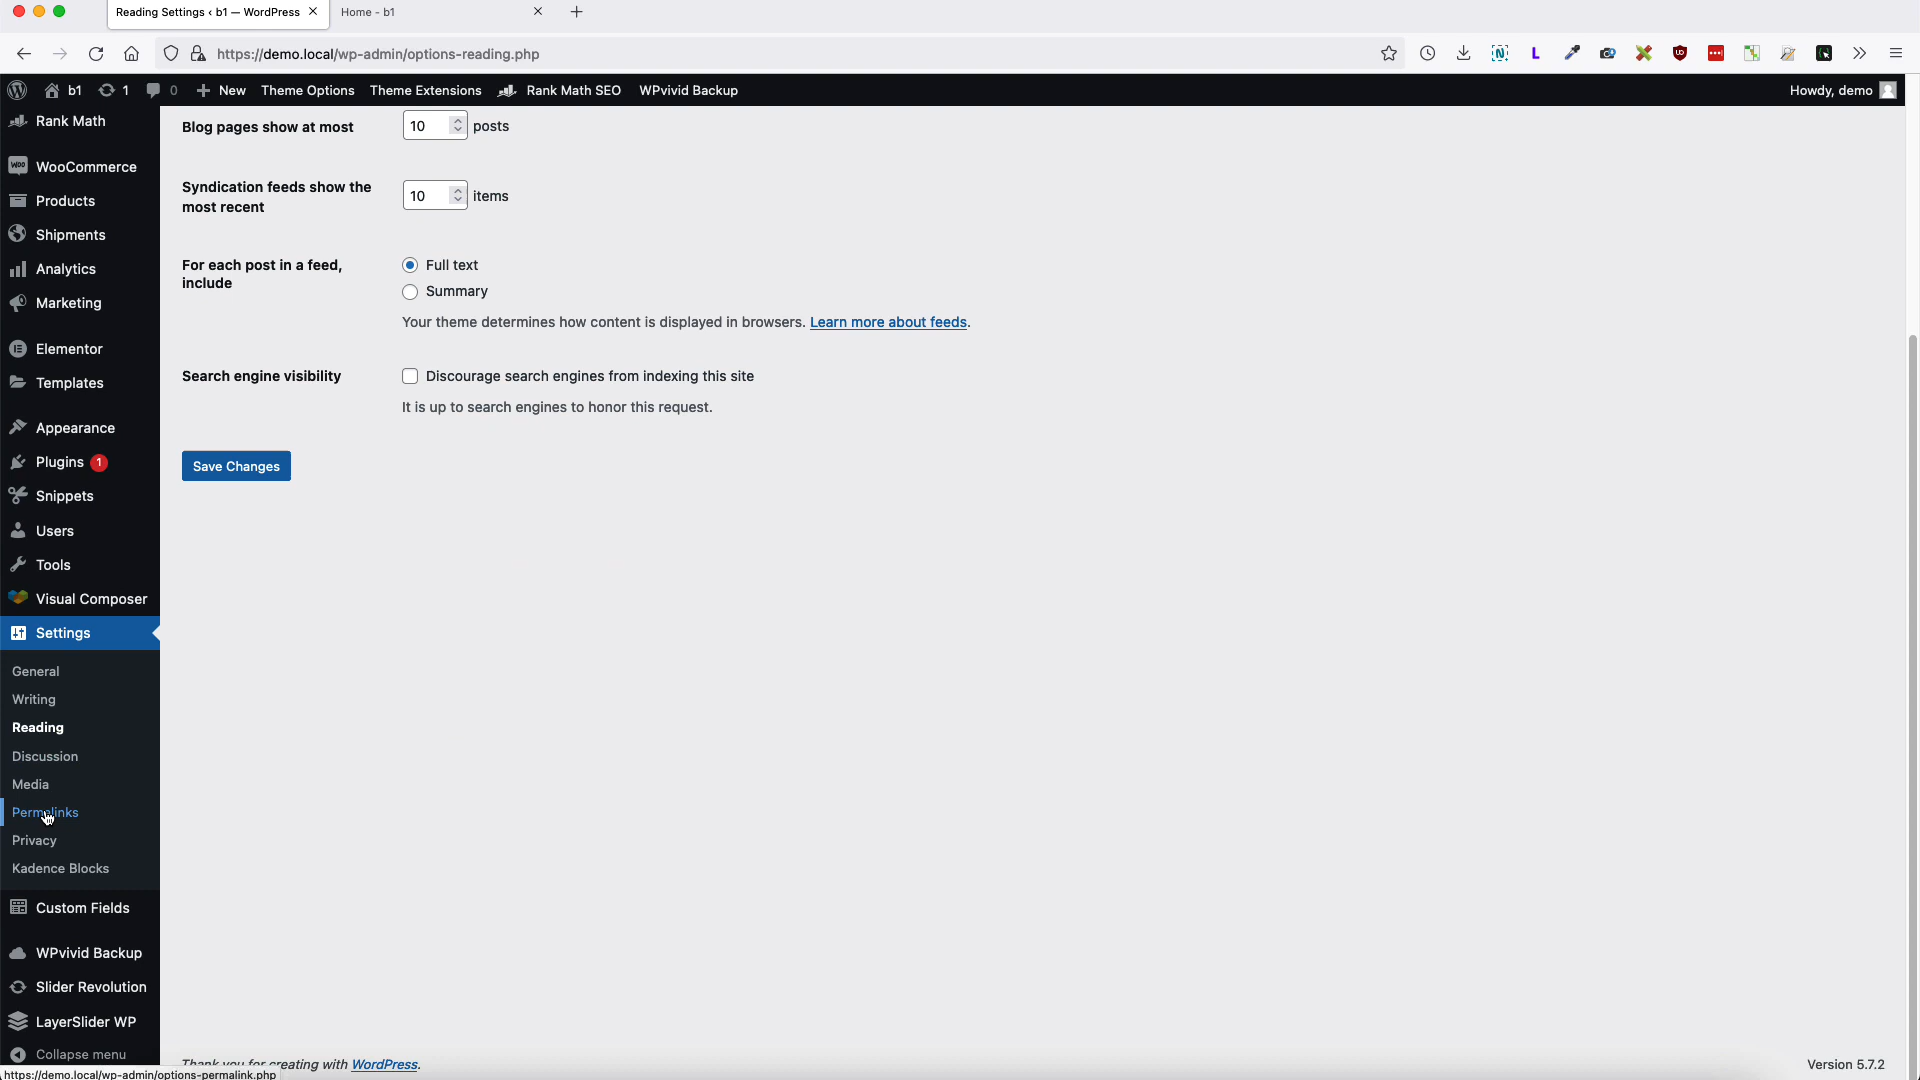 Reading Settings ‹ b1 — WordPress
Home - b1
https://demo.local/wp-admin/options-reading.php
b1
1
0
New
Theme Options
Theme Extensions
Rank Math SEO
WPvivid Backup
Howdy, demo
Rank Math
WooCommerce
Products
Shipments
Analytics
Marketing
Elementor
Templates
Appearance
Plugins 1
Snippets
Users
Tools
Visual Composer
Settings
General
Writing
Reading
Discussion
Media
Permalinks
Privacy
Kadence Blocks
Custom Fields
WPvivid Backup
Slider Revolution
LayerSlider WP
Collapse menu
Blog pages show at most
10 posts
Syndication feeds show the
most recent
10 items
For each post in a feed,
include
Full text
Summary
Your theme determines how content is displayed in browsers. Learn more about feeds.
Search engine visibility
Discourage search engines from indexing this site
It is up to search engines to honor this request.
Save Changes
Thank you for creating with WordPress.
Version 5.7.2
https://demo.local/wp-admin/options-permalink.php